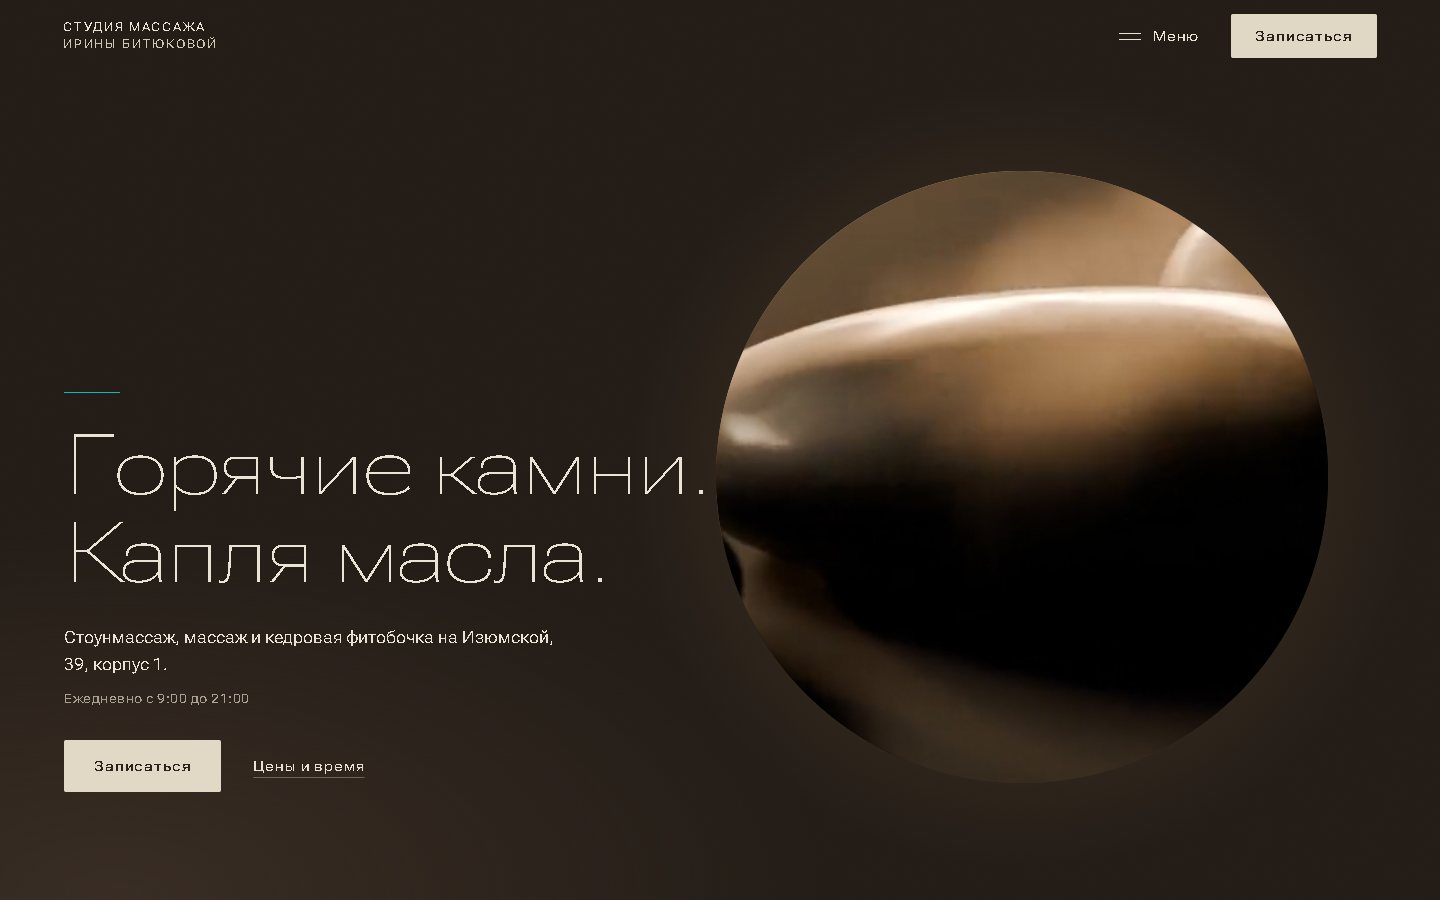 СТУДИЯ МАССАЖА
ИРИНЫ БИТЮКОВОЙ
Меню
Записаться
Горячие камни.
Капля масла.
Стоунмассаж, массаж и кедровая фитобочка на Изюмской,
39, корпус 1.
Ежедневно с 9:00 до 21:00
Записаться
Цены и время